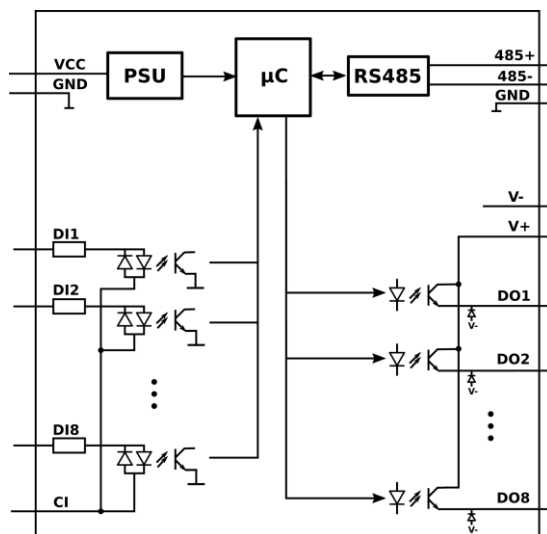 VCC
GND
PSU
µC
RS485
485+
485-
GND
V-
V+
DI1
DI2
DI8
CI
DO1
V-
DO2
V-
DO8
V-